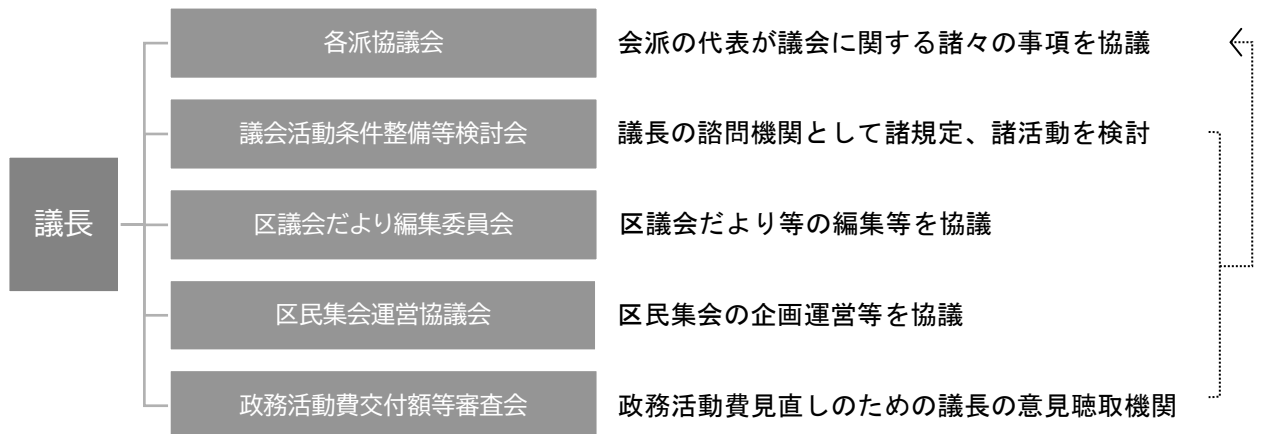 各派協議会
会派の代表が議会に関する諸々の事項を協議
議会活動条件整備等検討会
議長の諮問機関として諸規定、諸活動を検討
議長
区議会だより編集委員会
区議会だより等の編集等を協議
区民集会運営協議会
区民集会の企画運営等を協議
政務活動費交付額等審査会
政務活動費見直しのための議長の意見聴取機関